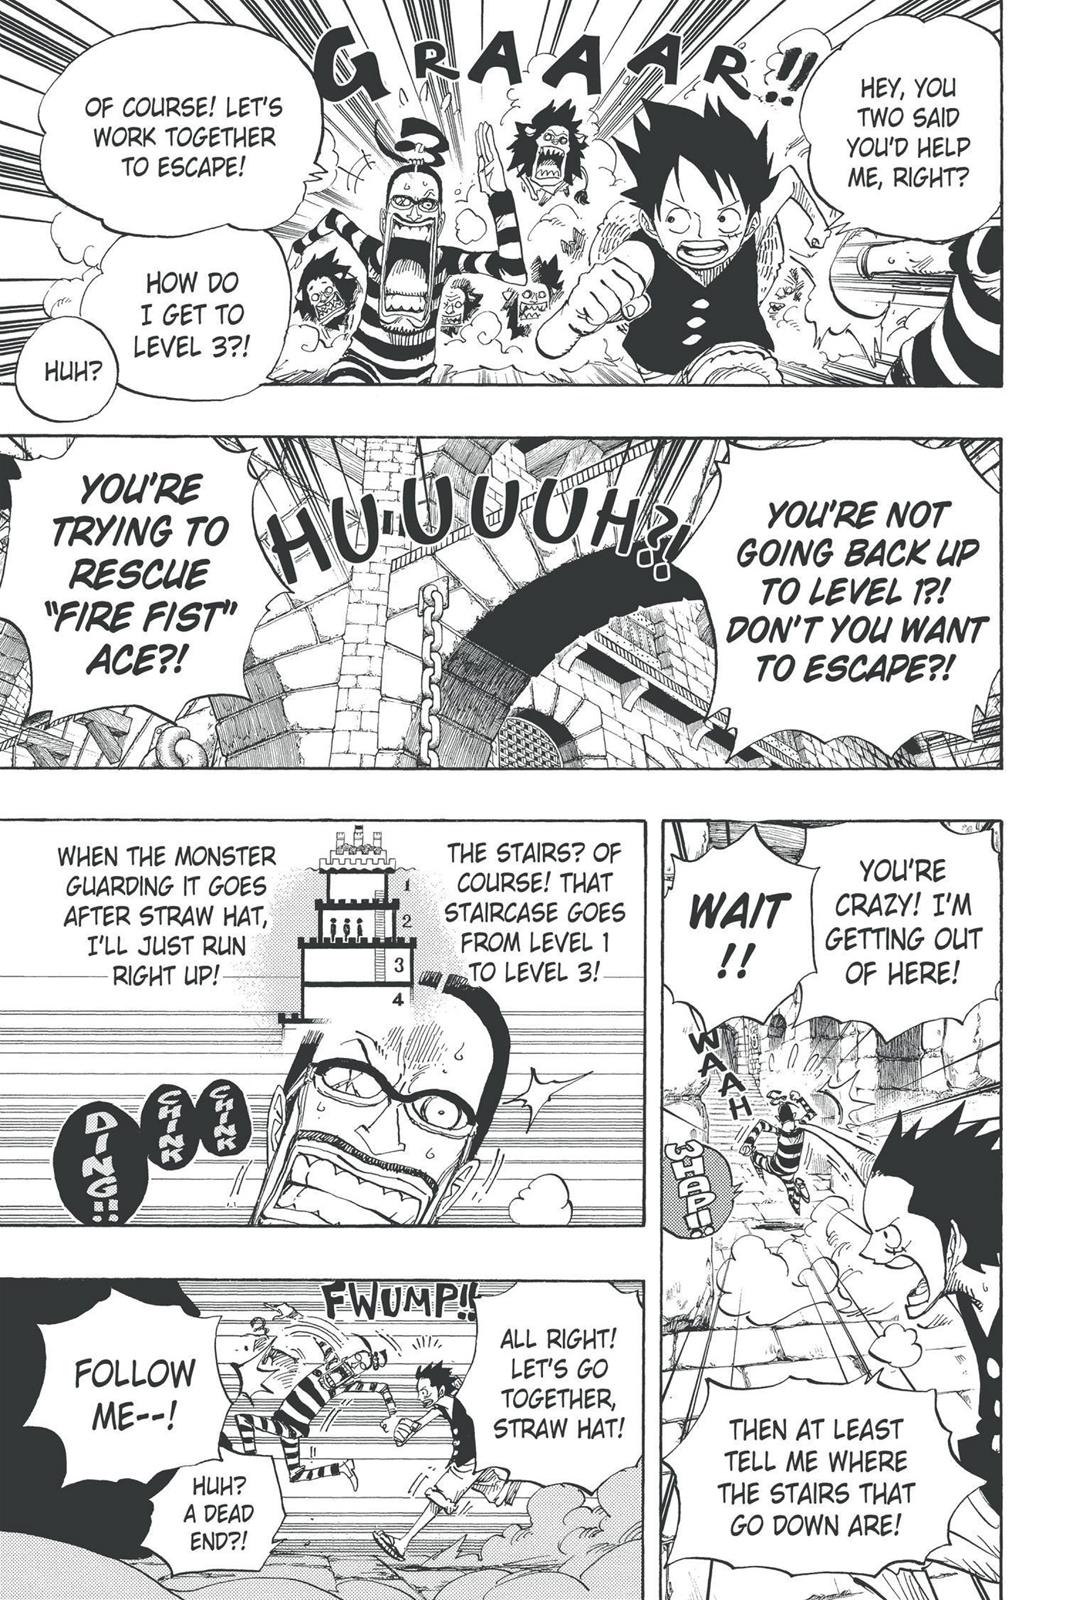 HEY, YOU
TWO SAID
YOU'D HELP
ME, RIGHT?
GRAAAR!!
OF COURSE! LET'S
WORK TOGETHER
TO ESCAPE!
HOW DO
I GET TO
LEVEL 3?!
HUH?
YOU'RE NOT
GOING BACK UP
TO LEVEL 1?!
DON'T YOU WANT
TO ESCAPE?!
HUUUUUH?!
YOU'RE
TRYING TO
RESCUE
"FIRE FIST"
ACE?!
YOU'RE
CRAZY! I'M
GETTING OUT
OF HERE!
WAIT
!!
WAAH
WHAP!!
THEN AT LEAST
TELL ME WHERE
THE STAIRS THAT
GO DOWN ARE!
THE STAIRS? OF
COURSE! THAT
STAIRCASE GOES
FROM LEVEL 1
TO LEVEL 3!
1
2
3
4
WHEN THE MONSTER
GUARDING IT GOES
AFTER STRAW HAT,
I'LL JUST RUN
RIGHT UP!
CHINK
CHINK
DING!!
ALL RIGHT!
LET'S GO
TOGETHER,
STRAW HAT!
FWUMP!!
FOLLOW
ME--!
HUH?
A DEAD
END?!